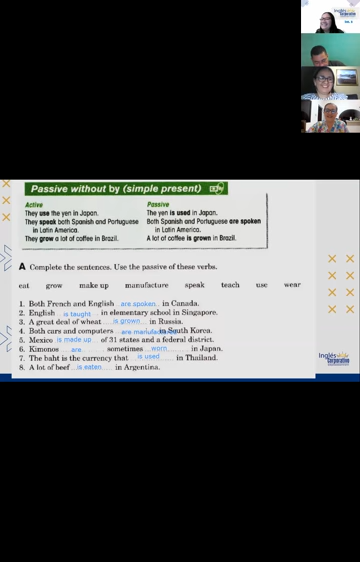 Inglés
Corporativo
Passive without by (simple present)
Active
Passive
They use the yen in Japan.
The yen is used in Japan.
They speak both Spanish and Portuguese
Both Spanish and Portuguese are spoken
in Latin America.
in Latin America.
They grow a lot of coffee in Brazil.
A lot of coffee is grown in Brazil.
A Complete the sentences. Use the passive of these verbs.
eat grow make up manufacture speak teach use wear
1. Both French and English are spoken in Canada.
2. English is taught in elementary school in Singapore.
3. A great deal of wheat is grown in Russia.
4. Both cars and computers are manufactured in South Korea.
5. Mexico is made up of 31 states and a federal district.
6. Kimonos are sometimes worn in Japan.
7. The baht is the currency that is used in Thailand.
8. A lot of beef is eaten in Argentina.
Inglés
Corporativo